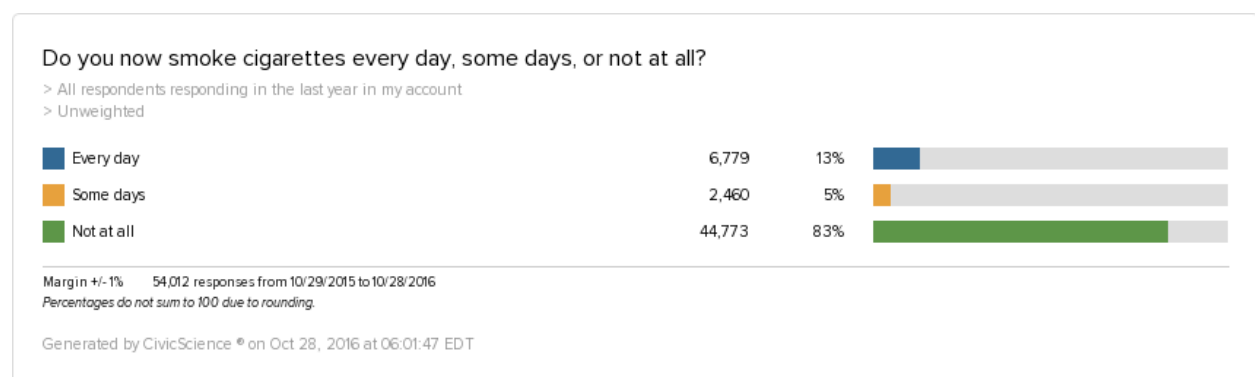 Do you now smoke cigarettes every day, some days, or not at all?
> All respondents responding in the last year in my account
> Unweighted
Every day 6,779 13%
Some days 2,460 5%
Not at all 44,773 83%
Margin +/- 1% 54,012 responses from 10/29/2015 to 10/28/2016
Percentages do not sum to 100 due to rounding.
Generated by CivicScience ® on Oct 28, 2016 at 06:01:47 EDT